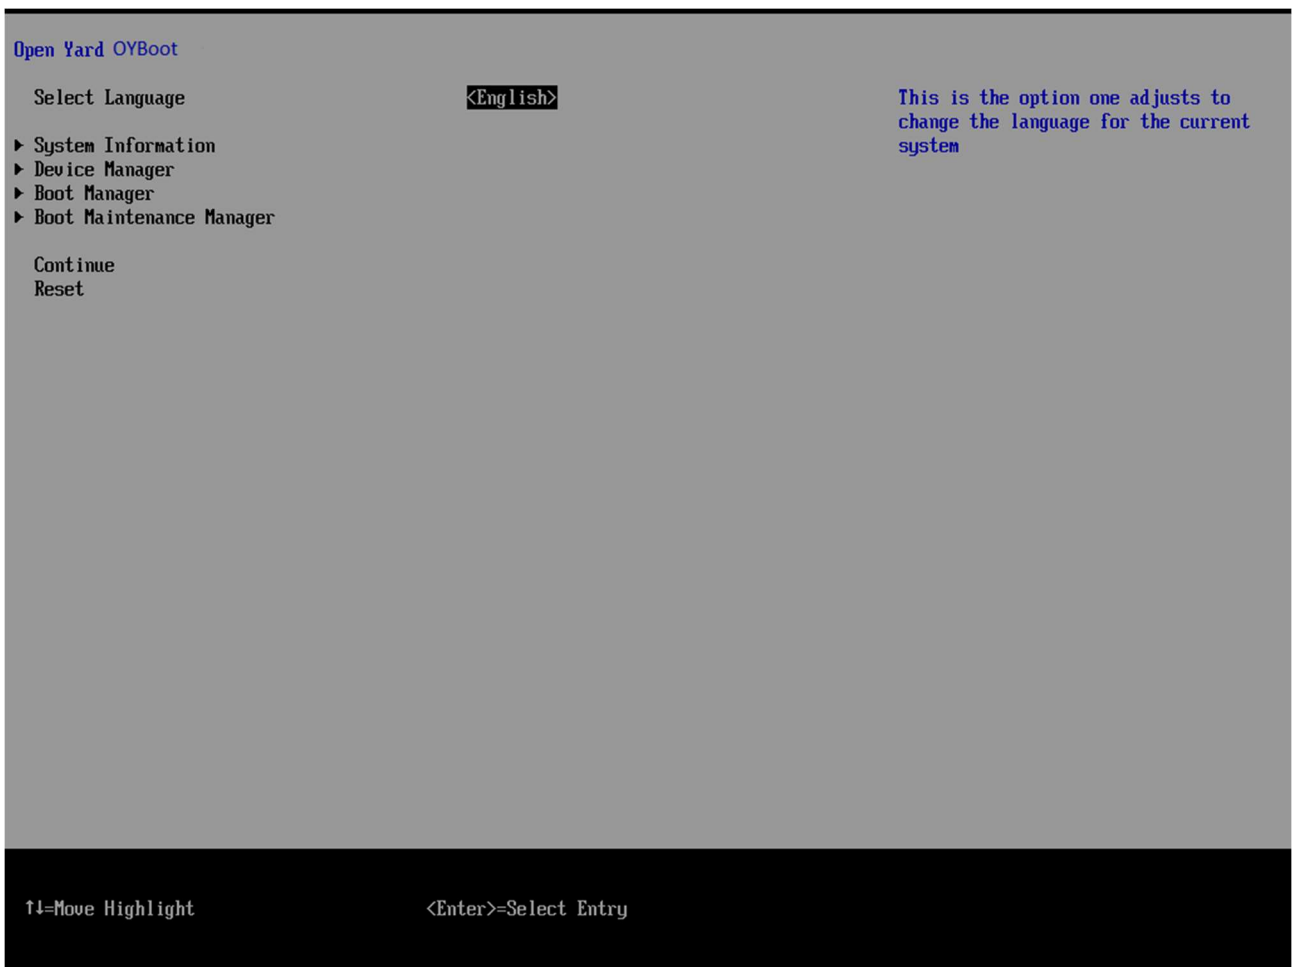 Open Yard OYBoot
Select Language <English>
This is the option one adjusts to
change the language for the current
system
▶ System Information
▶ Device Manager
▶ Boot Manager
▶ Boot Maintenance Manager
Continue
Reset
↑↓=Move Highlight <Enter>=Select Entry